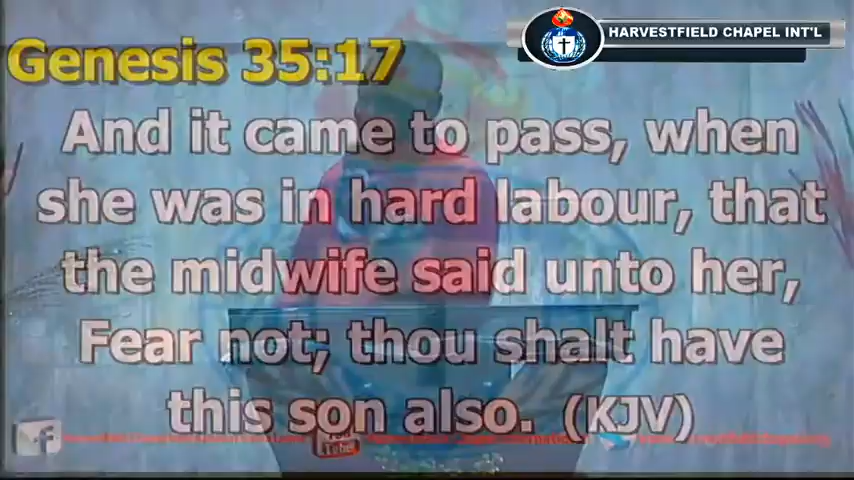 HARVESTFIELD CHAPEL INT'L
Genesis 35:17
And it came to pass, when
she was in hard labour, that
the midwife said unto her,
Fear not; thou shalt have
this son also. (KJV)